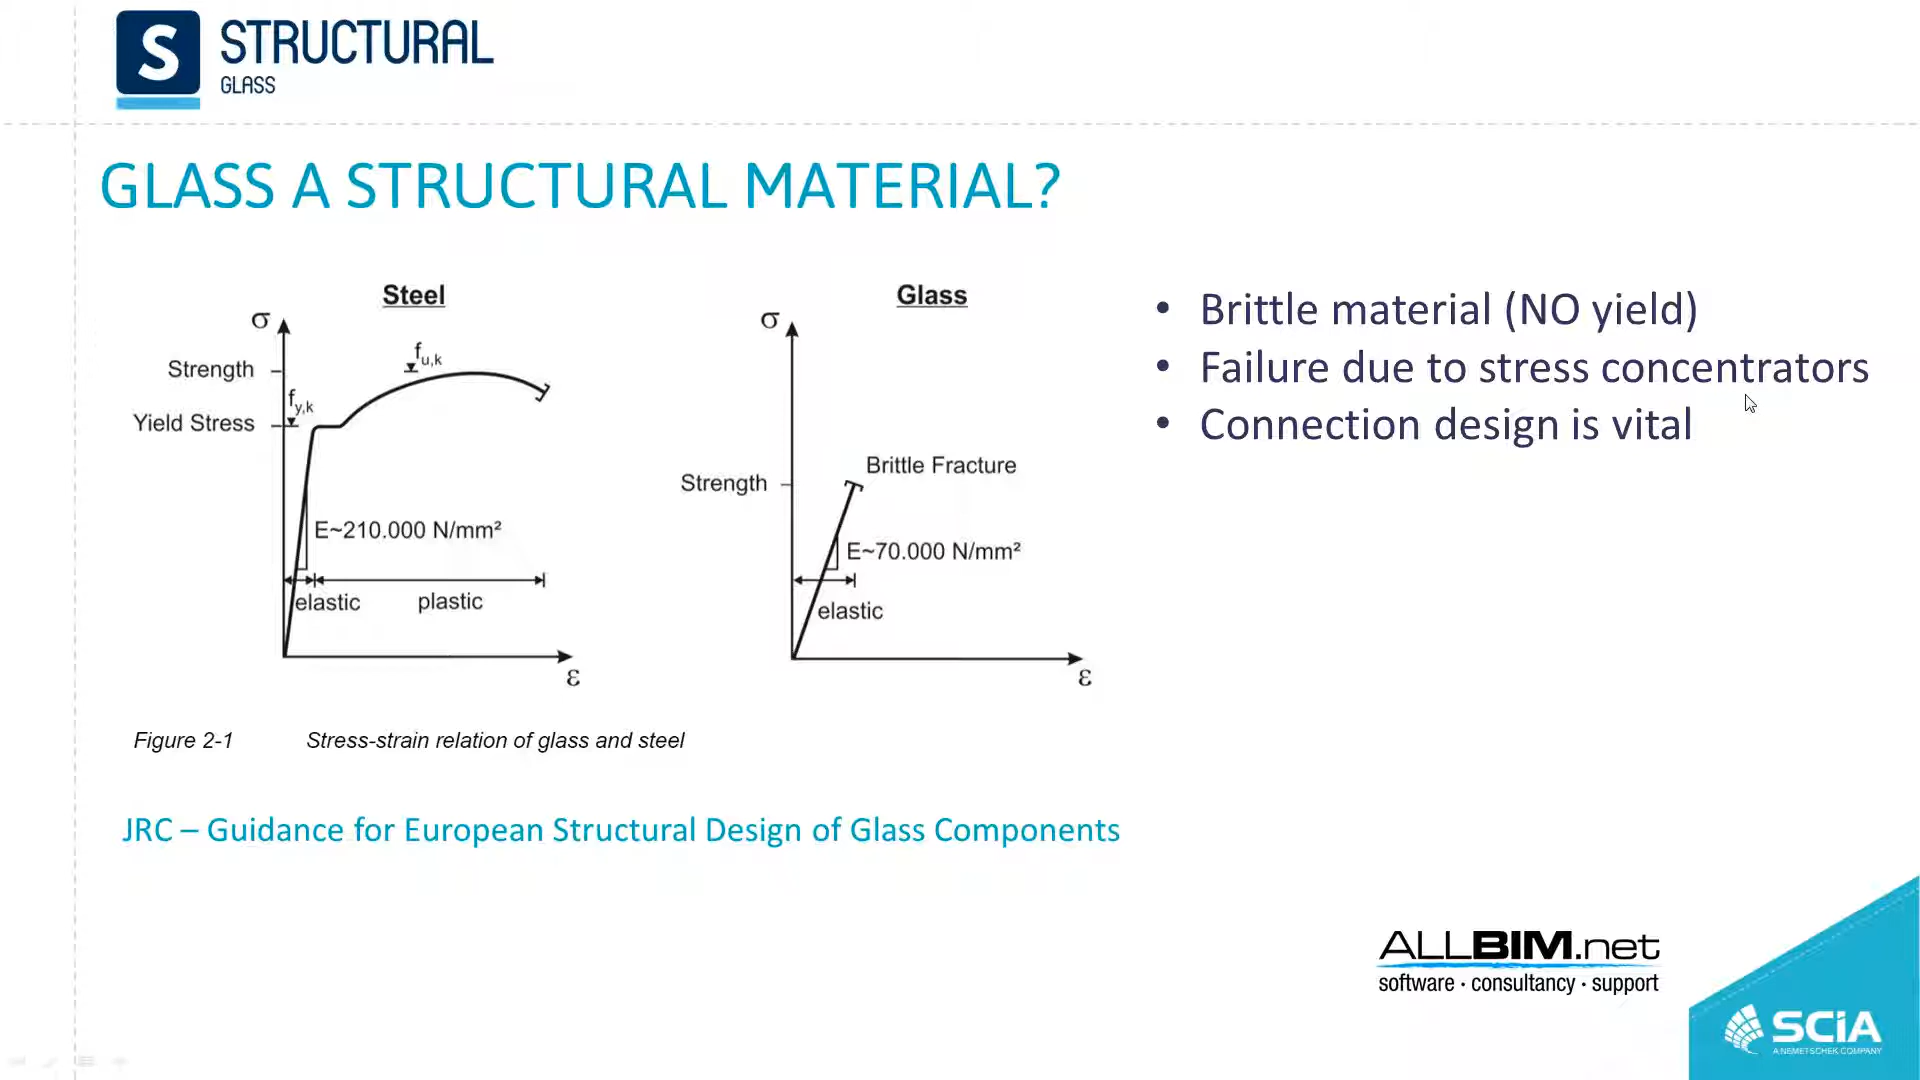 S STRUCTURAL
GLASS
GLASS A STRUCTURAL MATERIAL?
Steel
σ
Strength
fu,k
fy,k
Yield Stress
E~210.000 N/mm²
elastic
plastic
ε
Glass
σ
Brittle Fracture
Strength
E~70.000 N/mm²
elastic
ε
• Brittle material (NO yield)
• Failure due to stress concentrators
• Connection design is vital
Figure 2-1 Stress-strain relation of glass and steel
JRC – Guidance for European Structural Design of Glass Components
ALLBIM.net
software · consultancy · support
SCiA
A NEMETSCHEK COMPANY